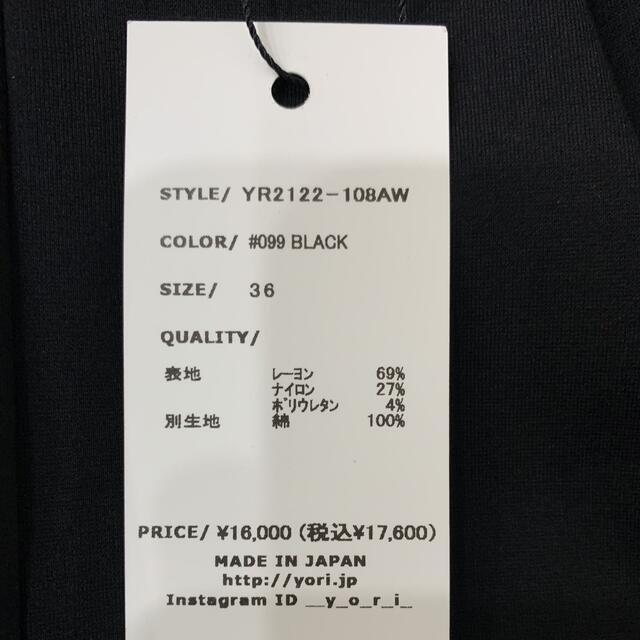 STYLE/ YR2122-108AW
COLOR/ #099 BLACK
SIZE/ 36
QUALITY/
表地 レーヨン 69%
ナイロン 27%
ポリウレタン 4%
別生地 綿 100%
PRICE/ ¥16,000 (税込¥17,600)
MADE IN JAPAN
http://yori.jp
Instagram ID __y_o_r_i_